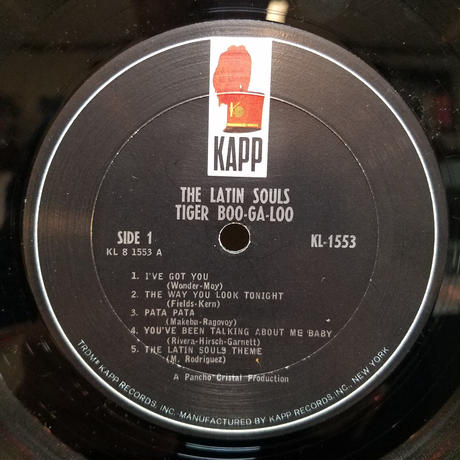 K
KAPP
THE LATIN SOULS
TIGER BOO-GA-LOO
SIDE 1
KL 8 1553 A
KL-1553
1. I'VE GOT YOU
(Wonder-Moy)
2. THE WAY YOU LOOK TONIGHT
(Fields-Kern)
3. PATA PATA
(Makeba-Ragovoy)
4. YOU'VE BEEN TALKING ABOUT ME BABY
(Rivera-Hirsch-Garnett)
5. THE LATIN SOULS THEME
(M. Rodriguez)
A Pancho Cristal Production
TRDMK KAPP RECORDS, INC. MANUFACTURED BY KAPP RECORDS, INC. NEW YORK